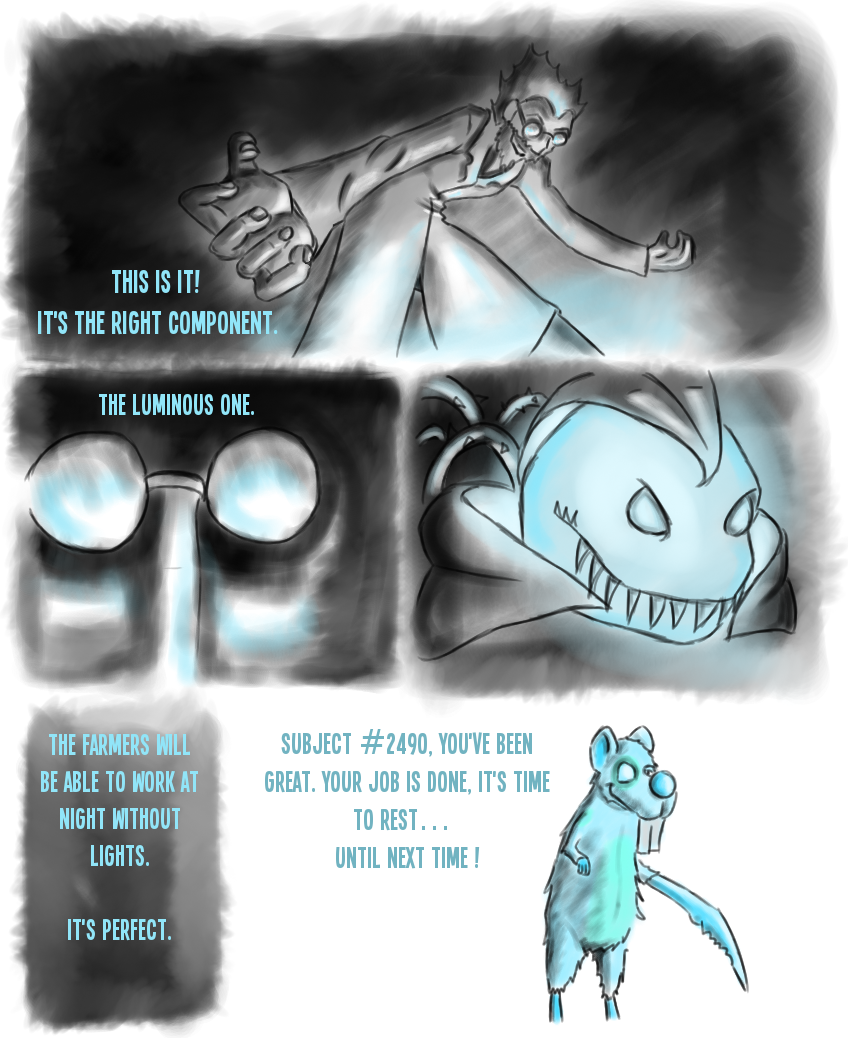 THIS IS IT!
IT'S THE RIGHT COMPONENT.
THE LUMINOUS ONE.
THE FARMERS WILL
BE ABLE TO WORK AT
NIGHT WITHOUT
LIGHTS.
IT'S PERFECT.
SUBJECT #2490, YOU'VE BEEN
GREAT. YOUR JOB IS DONE, IT'S TIME
TO REST...
UNTIL NEXT TIME !